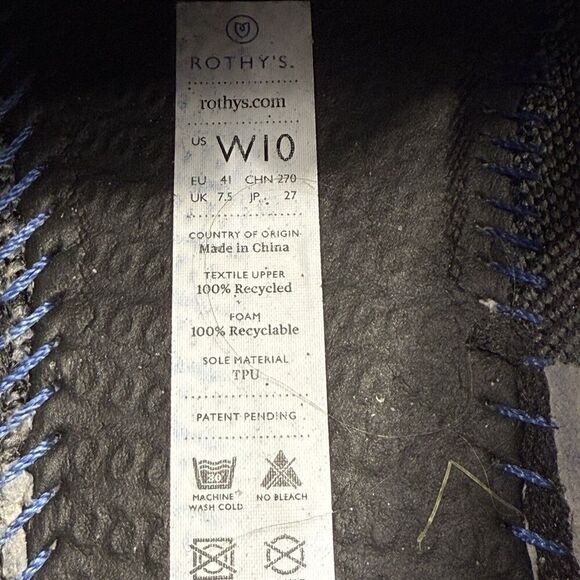 ROTHY'S
rothys.com
US W10
EU 41 CHN 270
UK 7.5 JP. 27
COUNTRY OF ORIGIN
Made in China
TEXTILE UPPER
100% Recycled
FOAM
100% Recyclable
SOLE MATERIAL
TPU
PATENT PENDING
30°
MACHINE WASH COLD
NO BLEACH